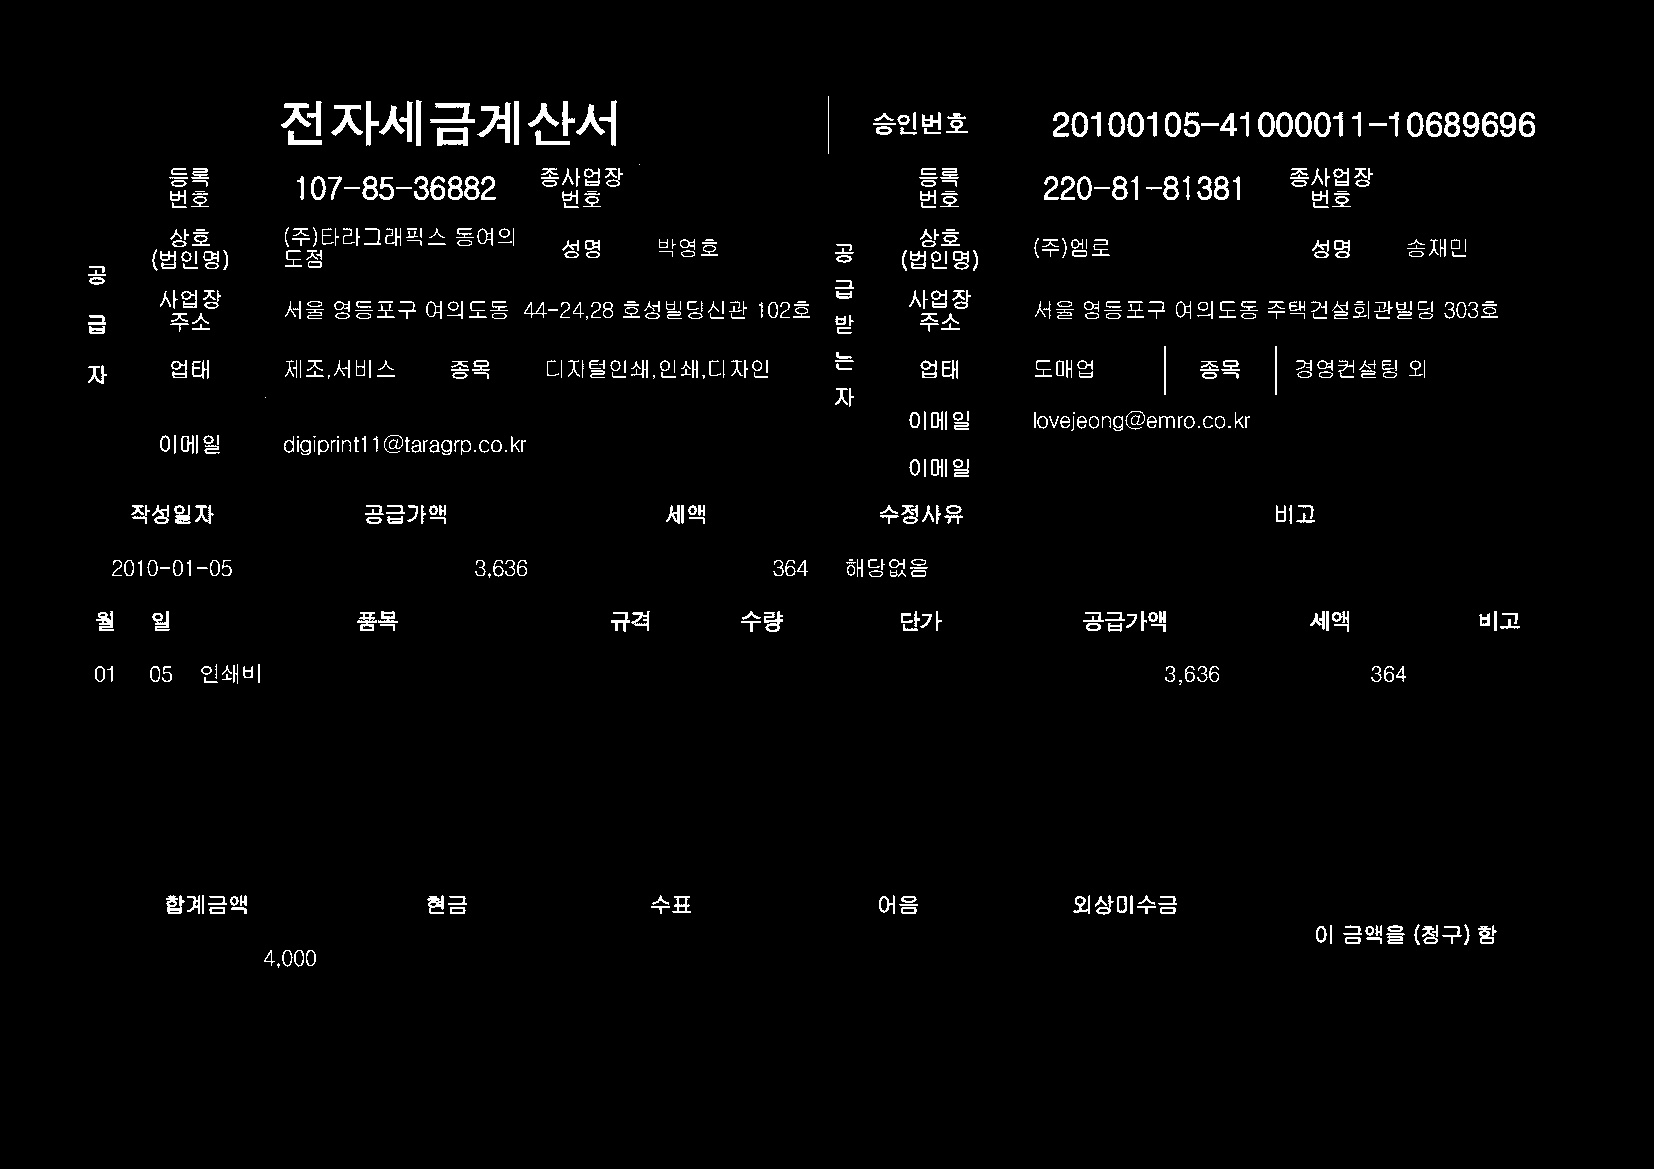 전자세금계산서 승인번호 20100105-41000011-10689696
등록
번호 107-85-36882 종사업장
번호
등록
번호 220-81-81381 종사업장
번호
공급자
상호
(법인명) (주)타라그래픽스 동여의
도점 성명 박영호
공급받는자
상호
(법인명) (주)엠로 성명 송재민
사업장
주소 서울 영등포구 여의도동 44-24,28 호성빌딩신관 102호
사업장
주소 서울 영등포구 여의도동 주택건설회관빌딩 303호
업태 제조,서비스 종목 디지털인쇄,인쇄,디자인
업태 도매업 종목 경영컨설팅 외
이메일 digiprint11@taragrp.co.kr
이메일 lovejeong@emro.co.kr
이메일
작성일자 공급가액 세액 수정사유 비고
2010-01-05 3,636 364 해당없음
월 일 품목 규격 수량 단가 공급가액 세액 비고
01 05 인쇄비 3,636 364
합계금액 현금 수표 어음 외상미수금
이 금액을 (청구) 함
4,000